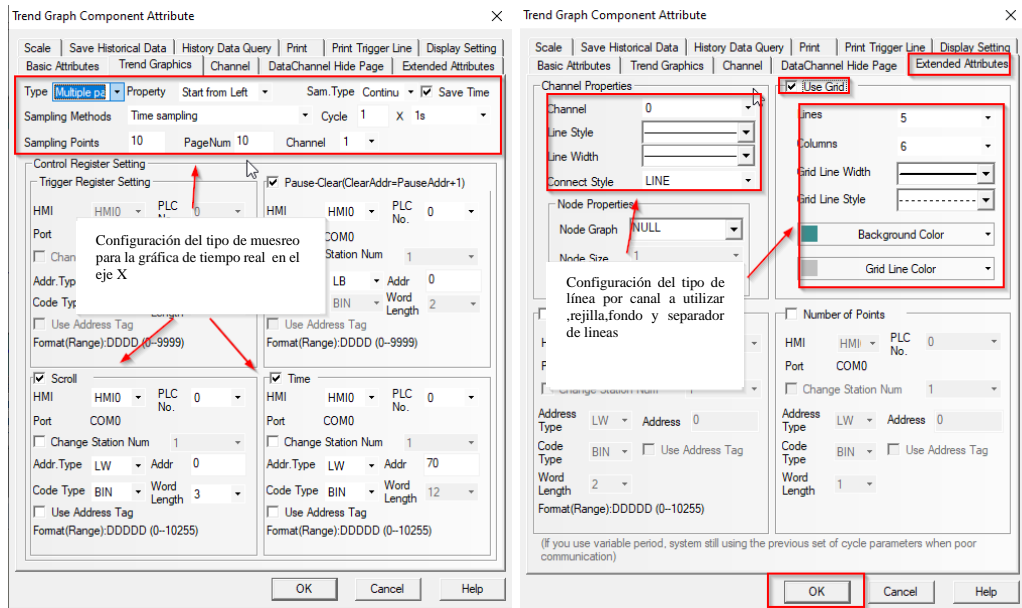 Trend Graph Component Attribute
Scale Save Historical Data History Data Query Print Print Trigger Line Display Setting
Basic Attributes Trend Graphics Channel DataChannel Hide Page Extended Attributes
Type Multiple pa Property Start from Left Sam.Type Continu Save Time
Sampling Methods Time sampling Cycle 1 X 1s
Sampling Points 10 PageNum 10 Channel 1
Control Register Setting
Trigger Register Setting
HMI HMI0 PLC No. 0
Port
Addr.Typ
Code Typ
Use Address Tag
Format(Range):DDDD (0--9999)
Pause-Clear(ClearAddr=PauseAddr+1)
HMI HMI0 PLC No. 0
COM0
Station Num 1
LB Addr 0
BIN Word Length 2
Use Address Tag
Format(Range):DDDD (0--9999)
Configuración del tipo de muesreo
para la gráfica de tiempo real en el
eje X
Scroll
HMI HMI0 PLC No. 0
Port COM0
Change Station Num 1
Addr.Type LW Addr 0
Code Type BIN Word Length 3
Use Address Tag
Format(Range):DDDDD (0--10255)
Time
HMI HMI0 PLC No. 0
Port COM0
Change Station Num 1
Addr.Type LW Addr 70
Code Type BIN Word Length 12
Use Address Tag
Format(Range):DDDDD (0--10255)
OK Cancel Help
Trend Graph Component Attribute
Scale Save Historical Data History Data Query Print Print Trigger Line Display Setting
Basic Attributes Trend Graphics Channel DataChannel Hide Page Extended Attributes
Channel Properties
Channel 0
Line Style
Line Width
Connect Style LINE
Node Properties
Node Graph NULL
Node Size 1
Use Grid
Lines 5
Columns 6
Grid Line Width
Grid Line Style
Background Color
Grid Line Color
Configuración del tipo de
línea por canal a utilizar
,rejilla,fondo y separador
de lineas
Change Station Num 1
Address Type LW Address 0
Code Type BIN Use Address Tag
Word Length 2
Format(Range):DDDDD (0--10255)
Number of Points
HMI HMI PLC No. 0
Port COM0
Change Station Num 1
Address Type LW Address 0
Code Type BIN Use Address Tag
Word Length 1
(If you use variable period, system still using the previous set of cycle parameters when poor
communication)
OK Cancel Help